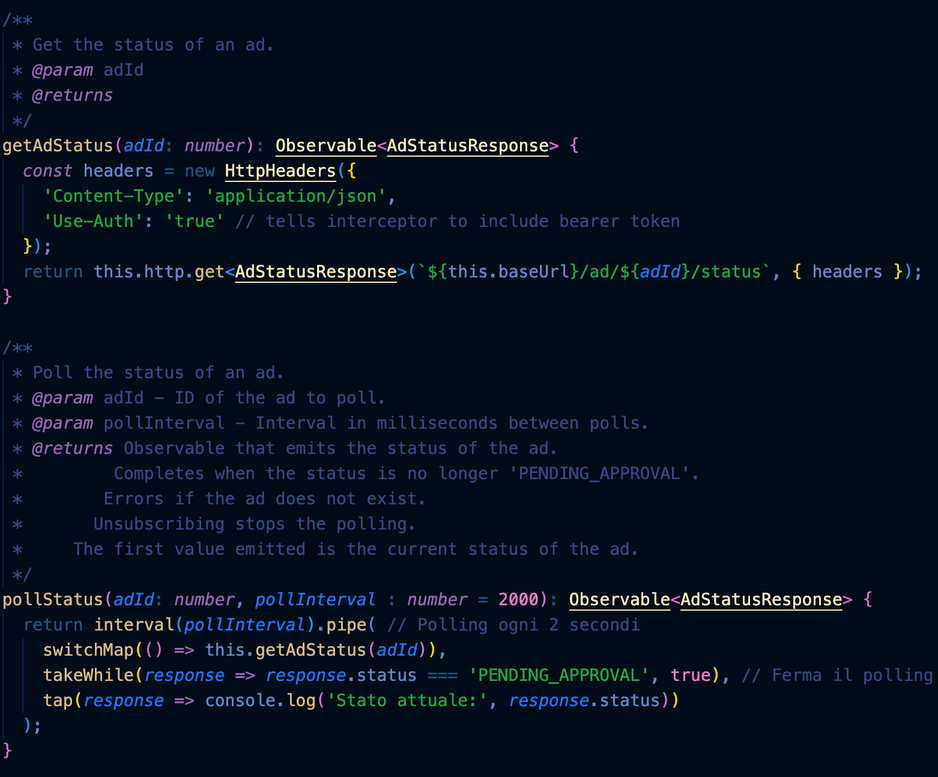 /**
 * Get the status of an ad.
 * @param adId
 * @returns
 */
getAdStatus(adId: number): Observable<AdStatusResponse> {
  const headers = new HttpHeaders({
    'Content-Type': 'application/json',
    'Use-Auth': 'true' // tells interceptor to include bearer token
  });
  return this.http.get<AdStatusResponse>(`${this.baseUrl}/ad/${adId}/status`, { headers });
}
/**
 * Poll the status of an ad.
 * @param adId - ID of the ad to poll.
 * @param pollInterval - Interval in milliseconds between polls.
 * @returns Observable that emits the status of the ad.
 *         Completes when the status is no longer 'PENDING_APPROVAL'.
 *        Errors if the ad does not exist.
 *       Unsubscribing stops the polling.
 *     The first value emitted is the current status of the ad.
 */
pollStatus(adId: number, pollInterval : number = 2000): Observable<AdStatusResponse> {
  return interval(pollInterval).pipe( // Polling ogni 2 secondi
    switchMap(() => this.getAdStatus(adId)),
    takeWhile(response => response.status === 'PENDING_APPROVAL', true), // Ferma il polling
    tap(response => console.log('Stato attuale:', response.status))
  );
}